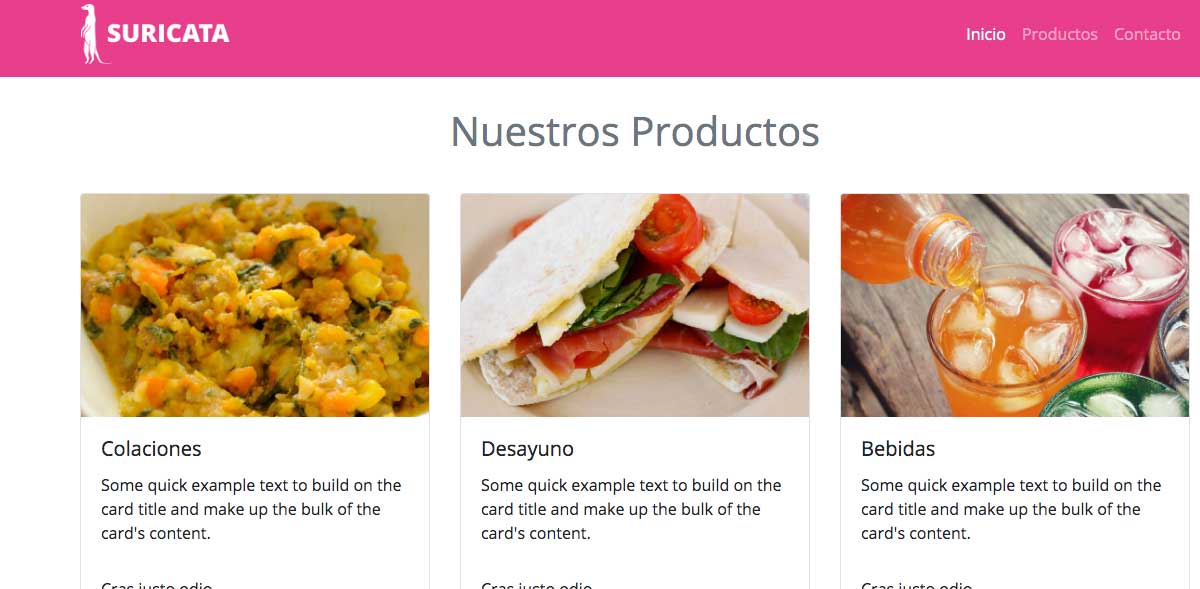 SURICATA
Inicio Productos Contacto
Nuestros Productos
Colaciones
Some quick example text to build on the
card title and make up the bulk of the
card's content.
Cras justo odio
Desayuno
Some quick example text to build on the
card title and make up the bulk of the
card's content.
Cras justo odio
Bebidas
Some quick example text to build on the
card title and make up the bulk of the
card's content.
Cras justo odio